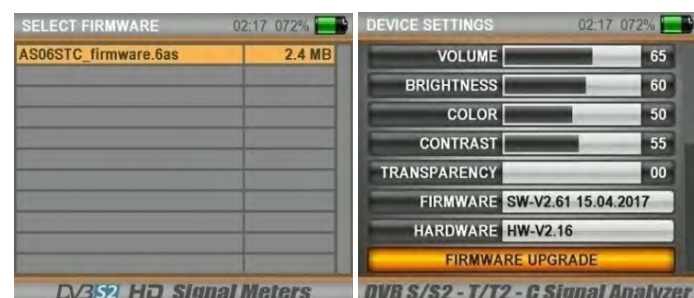 SELECT FIRMWARE 02:17 072%
AS06STC_firmware.6as 2.4 MB
DV3S2 HD Signal Meters
DEVICE SETTINGS 02:17 072%
VOLUME 65
BRIGHTNESS 60
COLOR 50
CONTRAST 55
TRANSPARENCY 00
FIRMWARE SW-V2.61 15.04.2017
HARDWARE HW-V2.16
FIRMWARE UPGRADE
DVB S/S2 - T/T2 - C Signal Analyzer